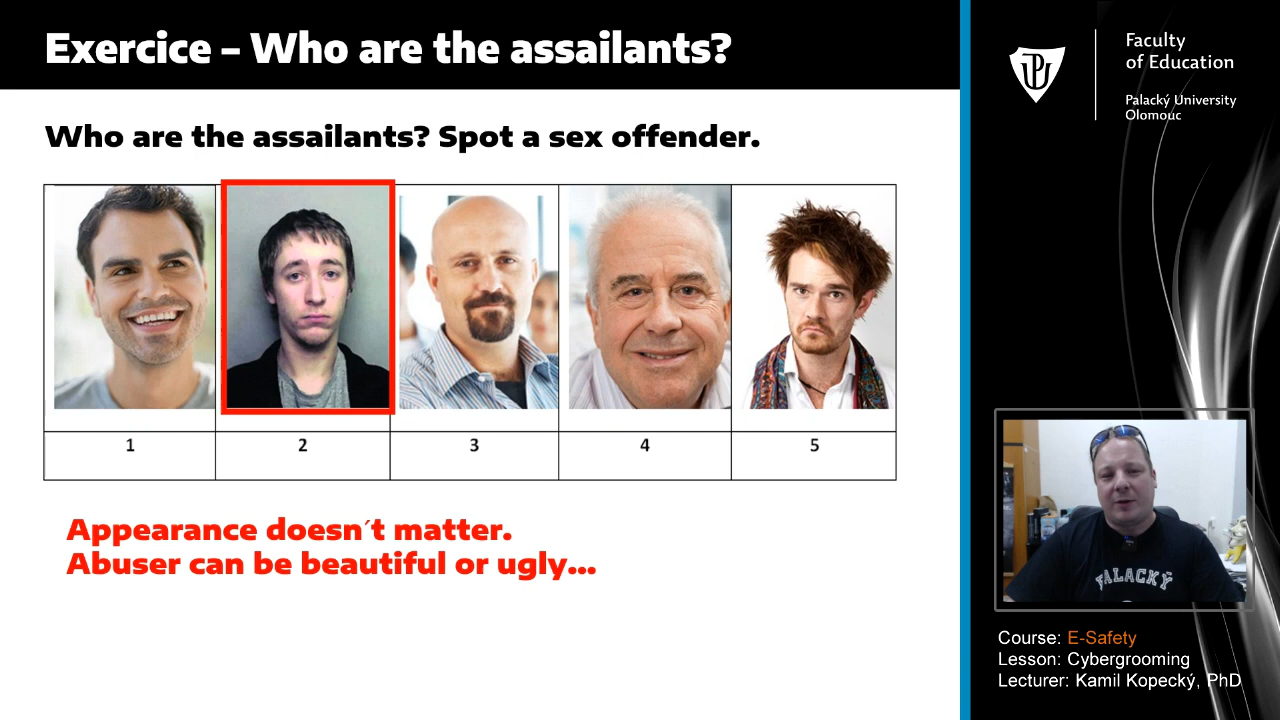 Exercice – Who are the assailants?
Who are the assailants? Spot a sex offender.
1 2 3 4 5
Appearance doesn´t matter.
Abuser can be beautiful or ugly...
Faculty
of Education
Palacký University
Olomouc
PALACKÝ
Course: E-Safety
Lesson: Cybergrooming
Lecturer: Kamil Kopecký, PhD